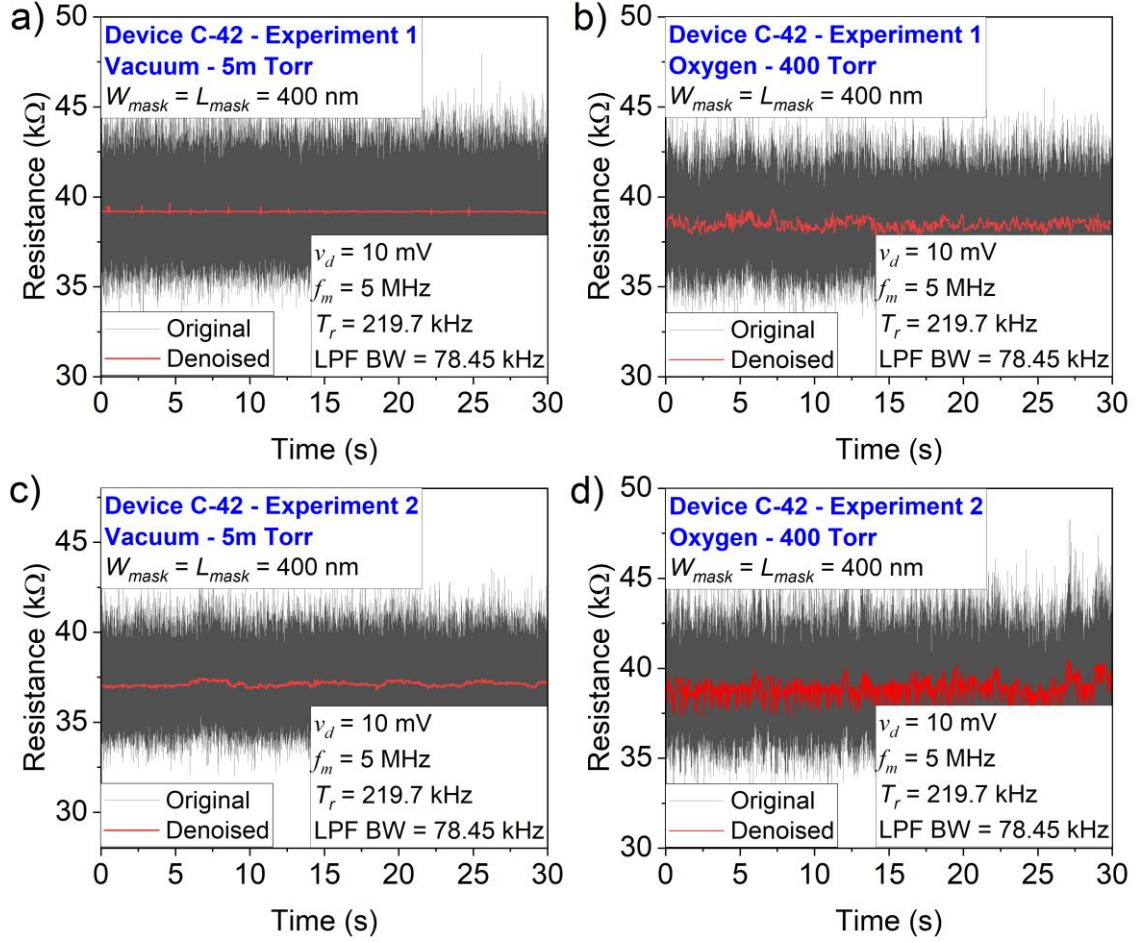 a)
50
45
40
35
30
Resistance (kΩ)
Device C-42 - Experiment 1
Vacuum - 5m Torr
W_mask = L_mask = 400 nm
v_d = 10 mV
f_m = 5 MHz
T_r = 219.7 kHz
LPF BW = 78.45 kHz
Original
Denoised
0 5 10 15 20 25 30
Time (s)
b)
50
45
40
35
30
Resistance (kΩ)
Device C-42 - Experiment 1
Oxygen - 400 Torr
W_mask = L_mask = 400 nm
v_d = 10 mV
f_m = 5 MHz
T_r = 219.7 kHz
LPF BW = 78.45 kHz
Original
Denoised
0 5 10 15 20 25 30
Time (s)
c)
45
40
35
30
Resistance (kΩ)
Device C-42 - Experiment 2
Vacuum - 5m Torr
W_mask = L_mask = 400 nm
v_d = 10 mV
f_m = 5 MHz
T_r = 219.7 kHz
LPF BW = 78.45 kHz
Original
Denoised
0 5 10 15 20 25 30
Time (s)
d)
50
45
40
35
30
Resistance (kΩ)
Device C-42 - Experiment 2
Oxygen - 400 Torr
W_mask = L_mask = 400 nm
v_d = 10 mV
f_m = 5 MHz
T_r = 219.7 kHz
LPF BW = 78.45 kHz
Original
Denoised
0 5 10 15 20 25 30
Time (s)